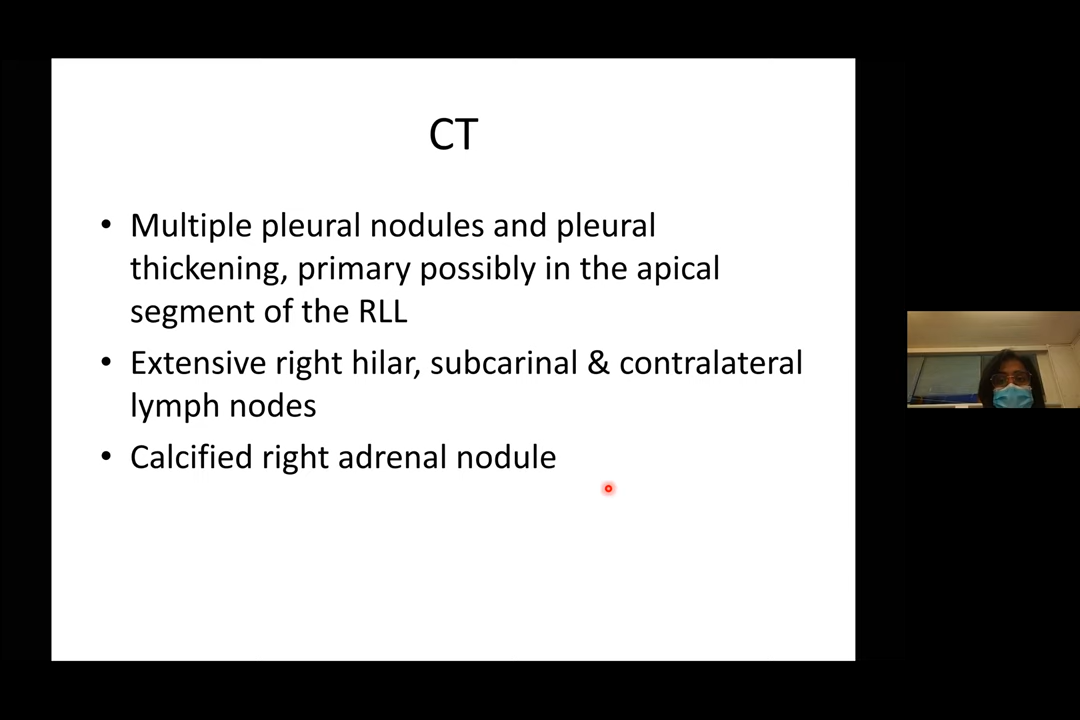 CT
• Multiple pleural nodules and pleural
thickening, primary possibly in the apical
segment of the RLL
• Extensive right hilar, subcarinal & contralateral
lymph nodes
• Calcified right adrenal nodule